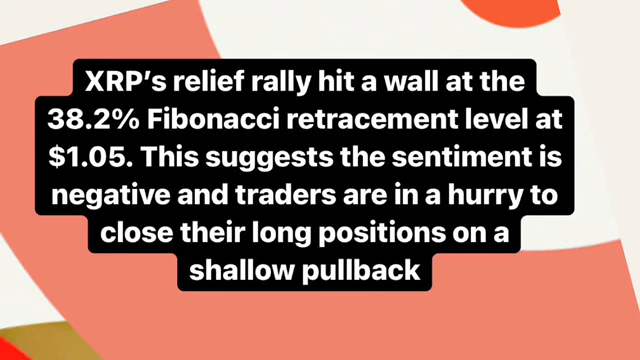 XRP’s relief rally hit a wall at the
38.2% Fibonacci retracement level at
$1.05. This suggests the sentiment is
negative and traders are in a hurry to
close their long positions on a
shallow pullback